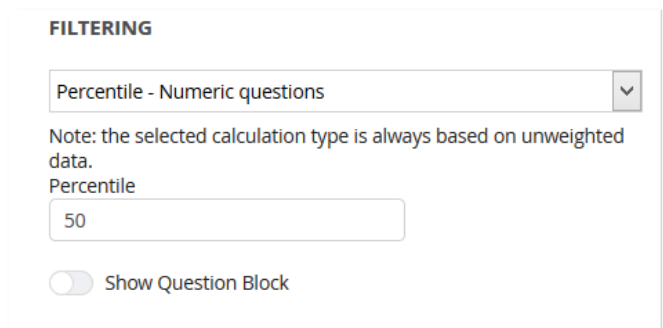 FILTERING
Percentile - Numeric questions
Note: the selected calculation type is always based on unweighted
data.
Percentile
50
Show Question Block